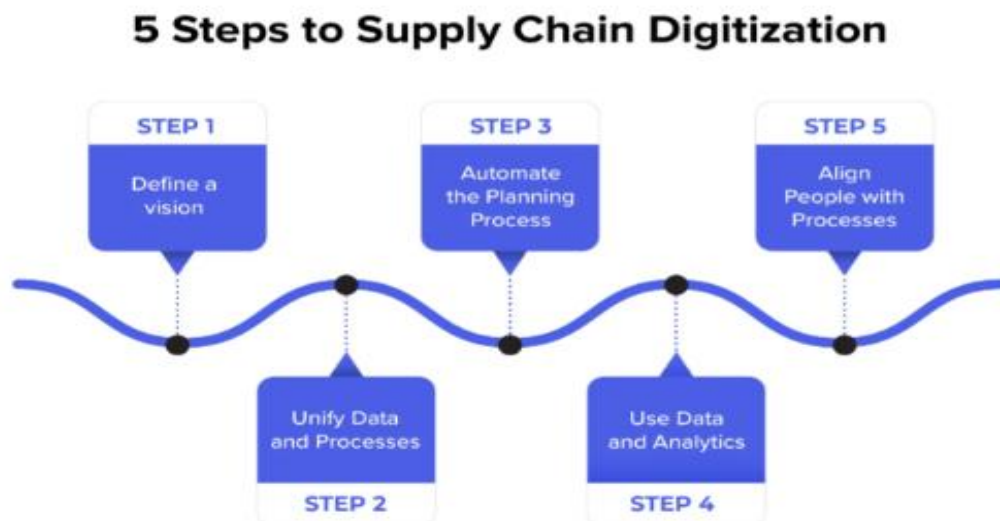 5 Steps to Supply Chain Digitization
STEP 1
Define a
vision
Unify Data
and Processes
STEP 2
STEP 3
Automate
the Planning
Process
Use Data
and Analytics
STEP 4
STEP 5
Align
People with
Processes